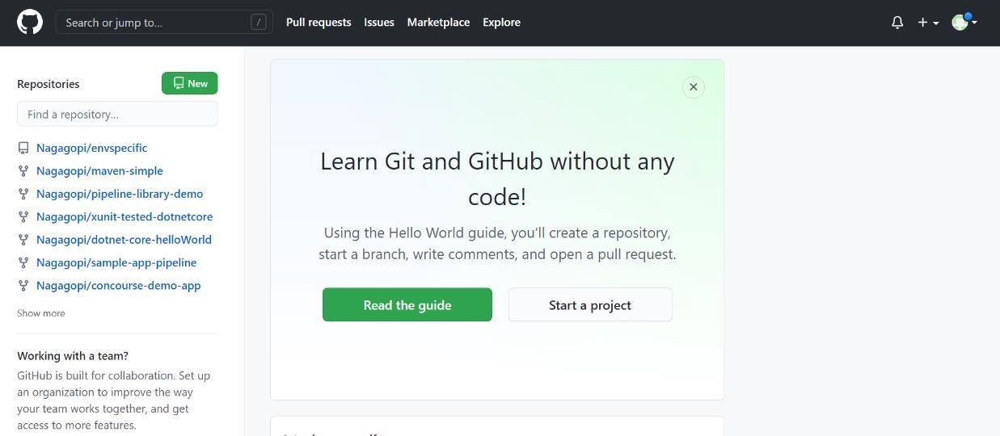 Search or jump to...
/
Pull requests
Issues
Marketplace
Explore
Repositories
New
Find a repository...
Nagagopi/envspecific
Nagagopi/maven-simple
Nagagopi/pipeline-library-demo
Nagagopi/xunit-tested-dotnetcore
Nagagopi/dotnet-core-helloWorld
Nagagopi/sample-app-pipeline
Nagagopi/concourse-demo-app
Show more
Working with a team?
GitHub is built for collaboration. Set up
an organization to improve the way
your team works together, and get
access to more features.
Learn Git and GitHub without any
code!
Using the Hello World guide, you’ll create a repository,
start a branch, write comments, and open a pull request.
Read the guide
Start a project